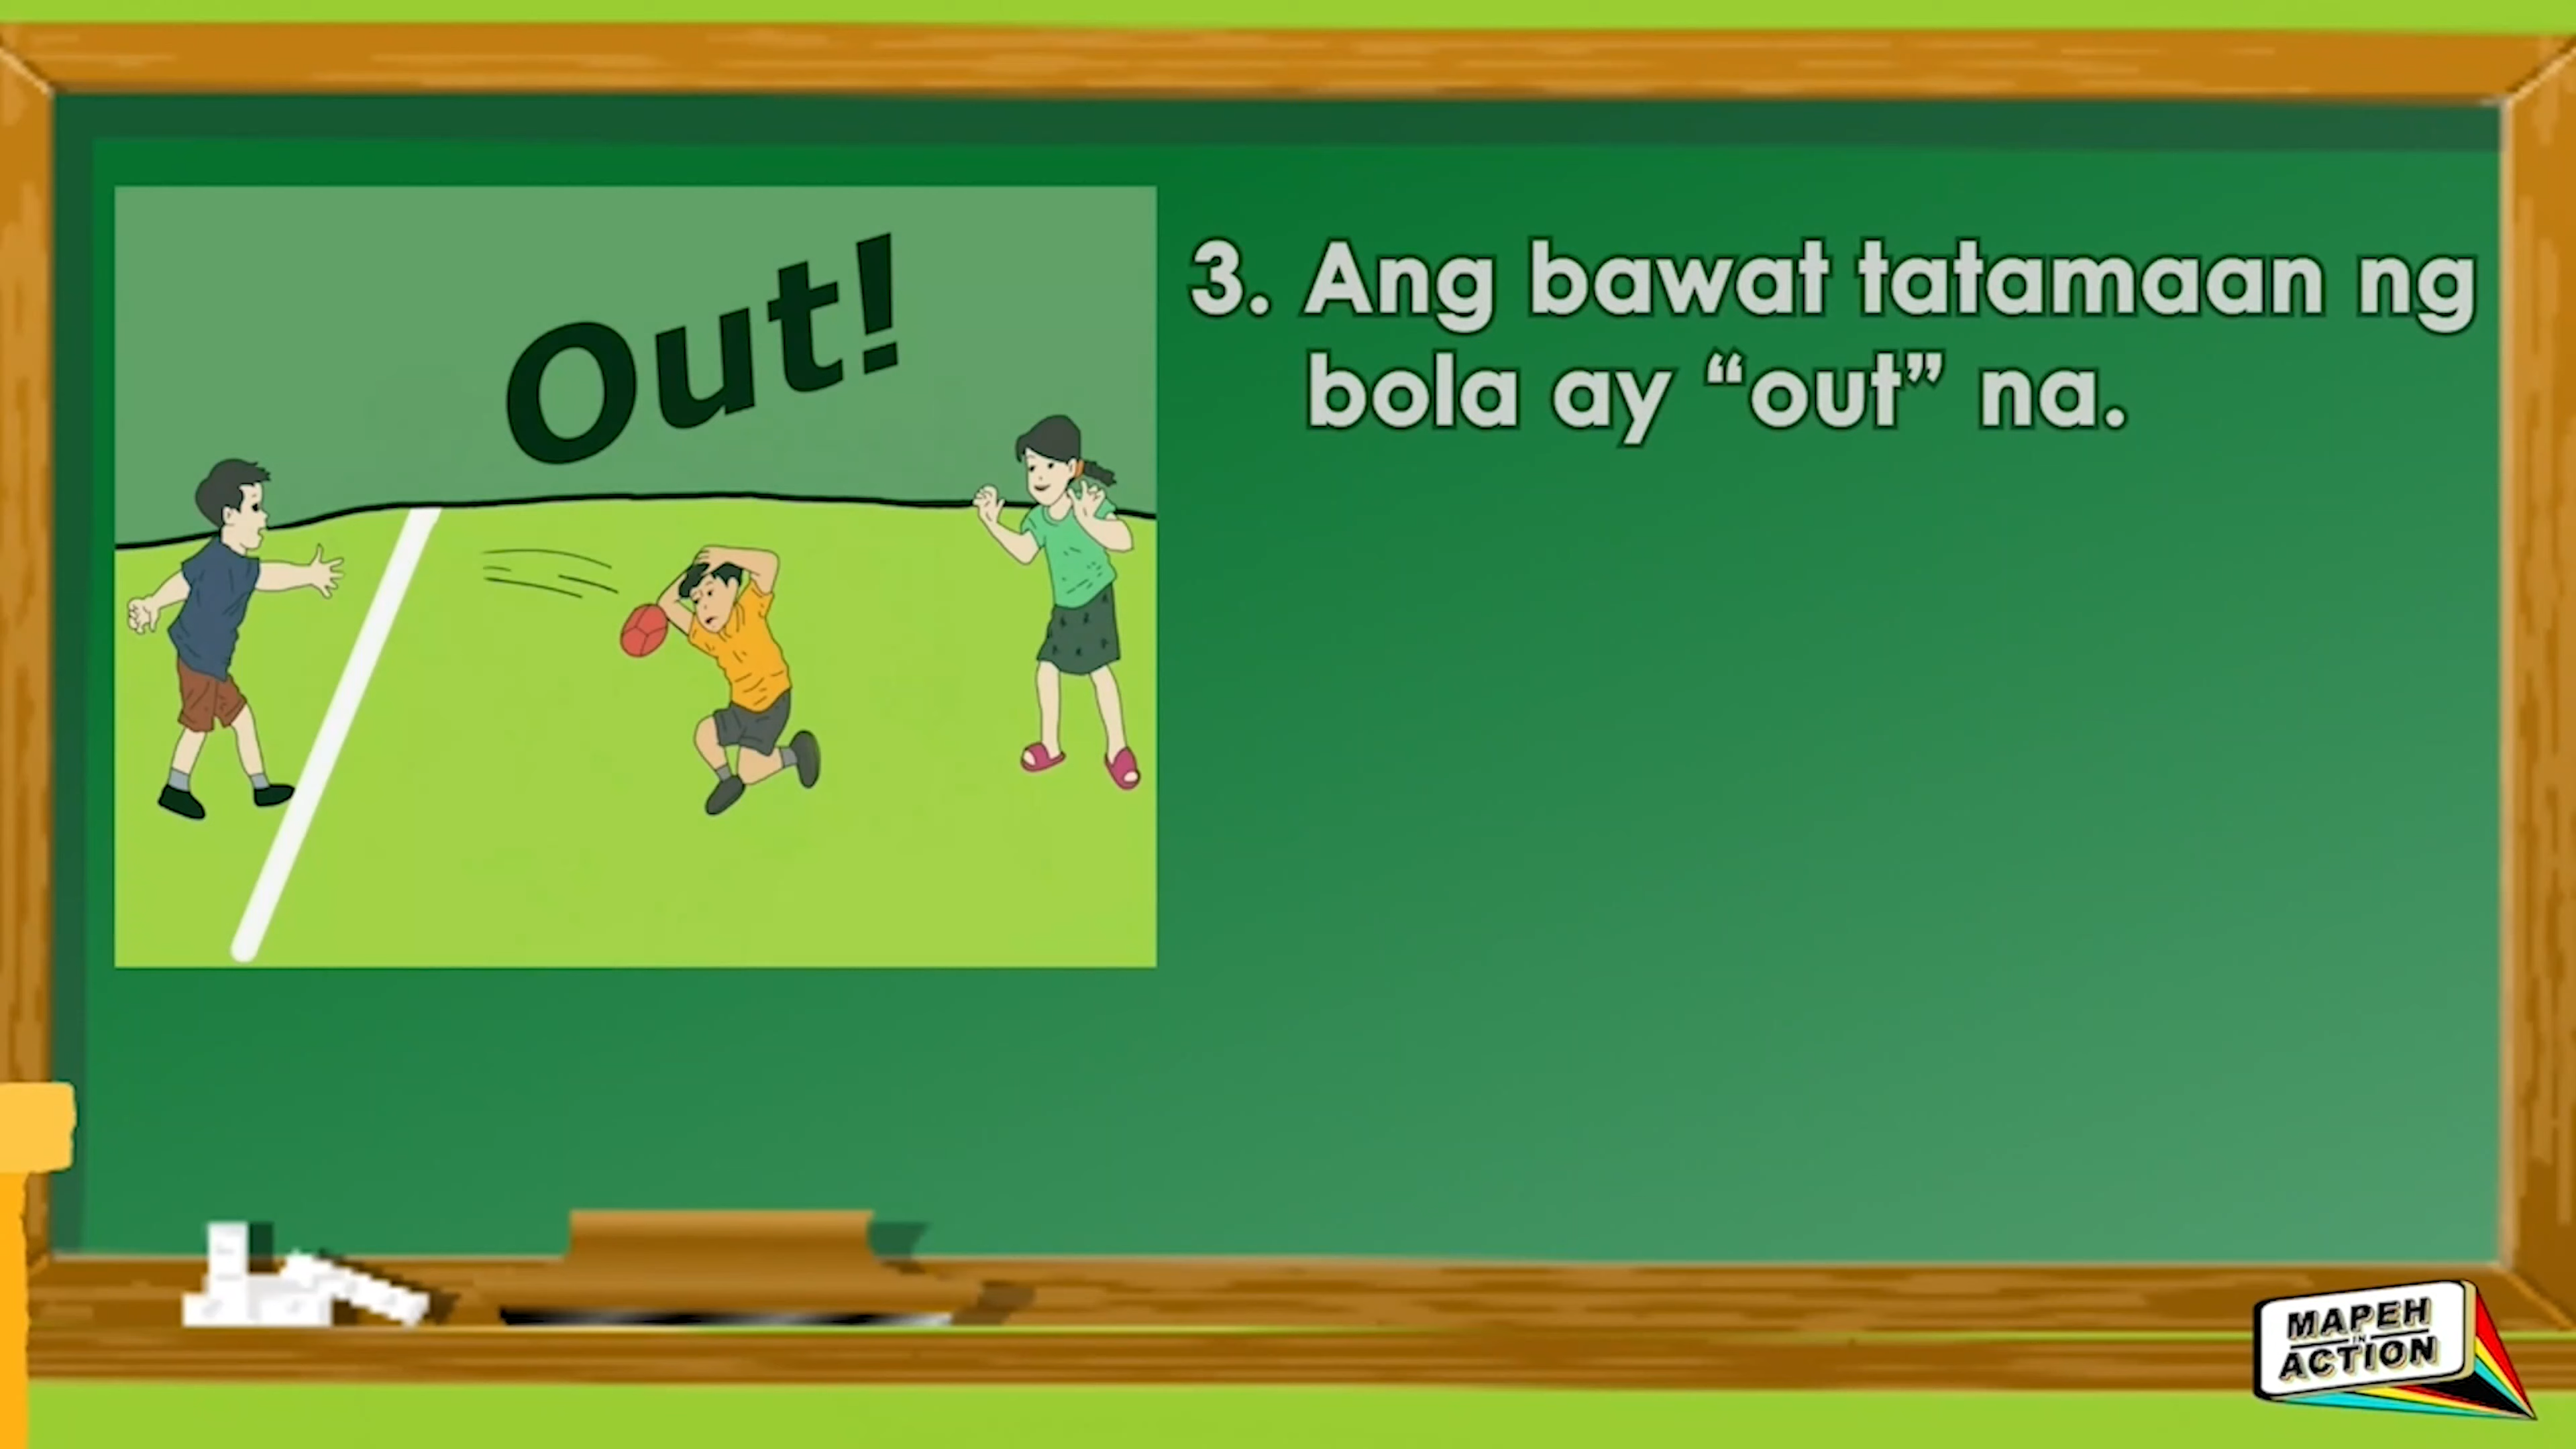 Out!
3. Ang bawat tatamaan ng
bola ay “out” na.
MAPEH
IN
ACTION